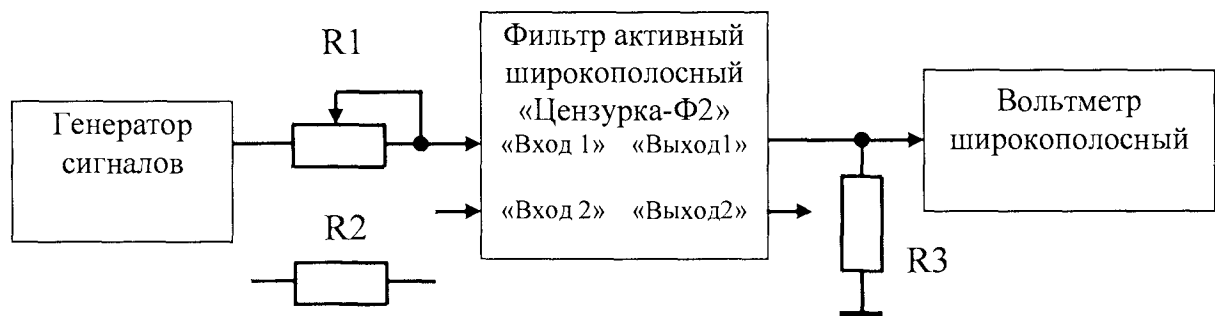 R1
Генератор
сигналов
R2
Фильтр активный
широкополосный
«Цензурка-Ф2»
«Вход 1» «Выход1»
«Вход 2» «Выход2»
Вольтметр
широкополосный
R3